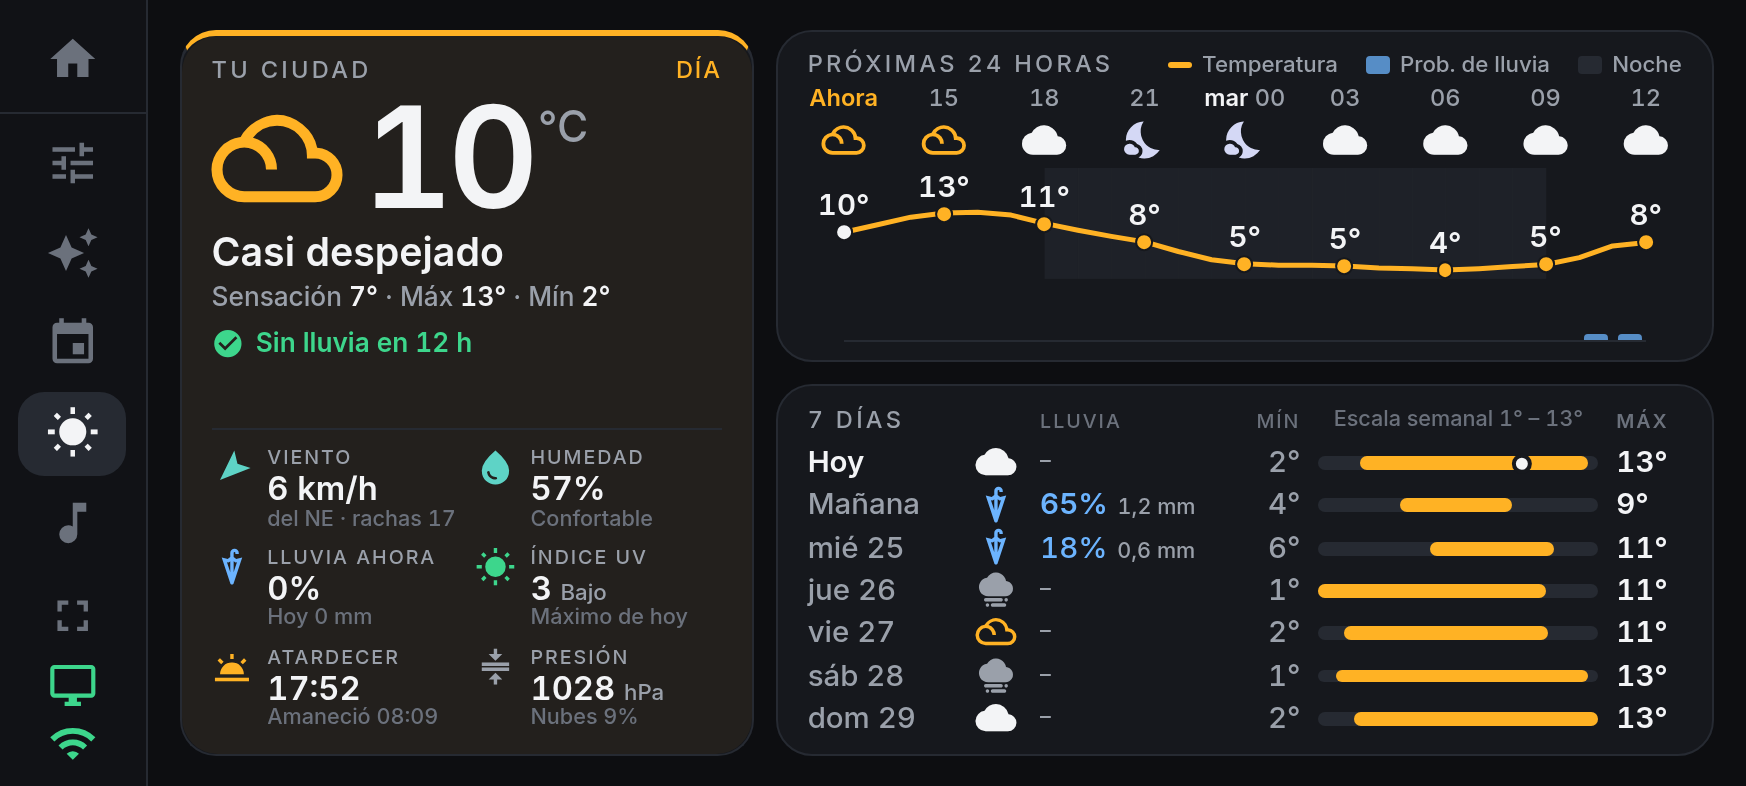 TU CIUDAD DÍA
10 °C
Casi despejado
Sensación 7° · Máx 13° · Mín 2°
Sin lluvia en 12 h
VIENTO
6 km/h
del NE · rachas 17
HUMEDAD
57%
Confortable
LLUVIA AHORA
0%
Hoy 0 mm
ÍNDICE UV
3 Bajo
Máximo de hoy
ATARDECER
17:52
Amaneció 08:09
PRESIÓN
1028 hPa
Nubes 9%
PRÓXIMAS 24 HORAS Temperatura Prob. de lluvia Noche
Ahora 15 18 21 mar 00 03 06 09 12
10° 13° 11° 8° 5° 5° 4° 5° 8°
7 DÍAS LLUVIA MÍN Escala semanal 1° – 13° MÁX
Hoy – 2° 13°
Mañana 65% 1,2 mm 4° 9°
mié 25 18% 0,6 mm 6° 11°
jue 26 – 1° 11°
vie 27 – 2° 11°
sáb 28 – 1° 13°
dom 29 – 2° 13°